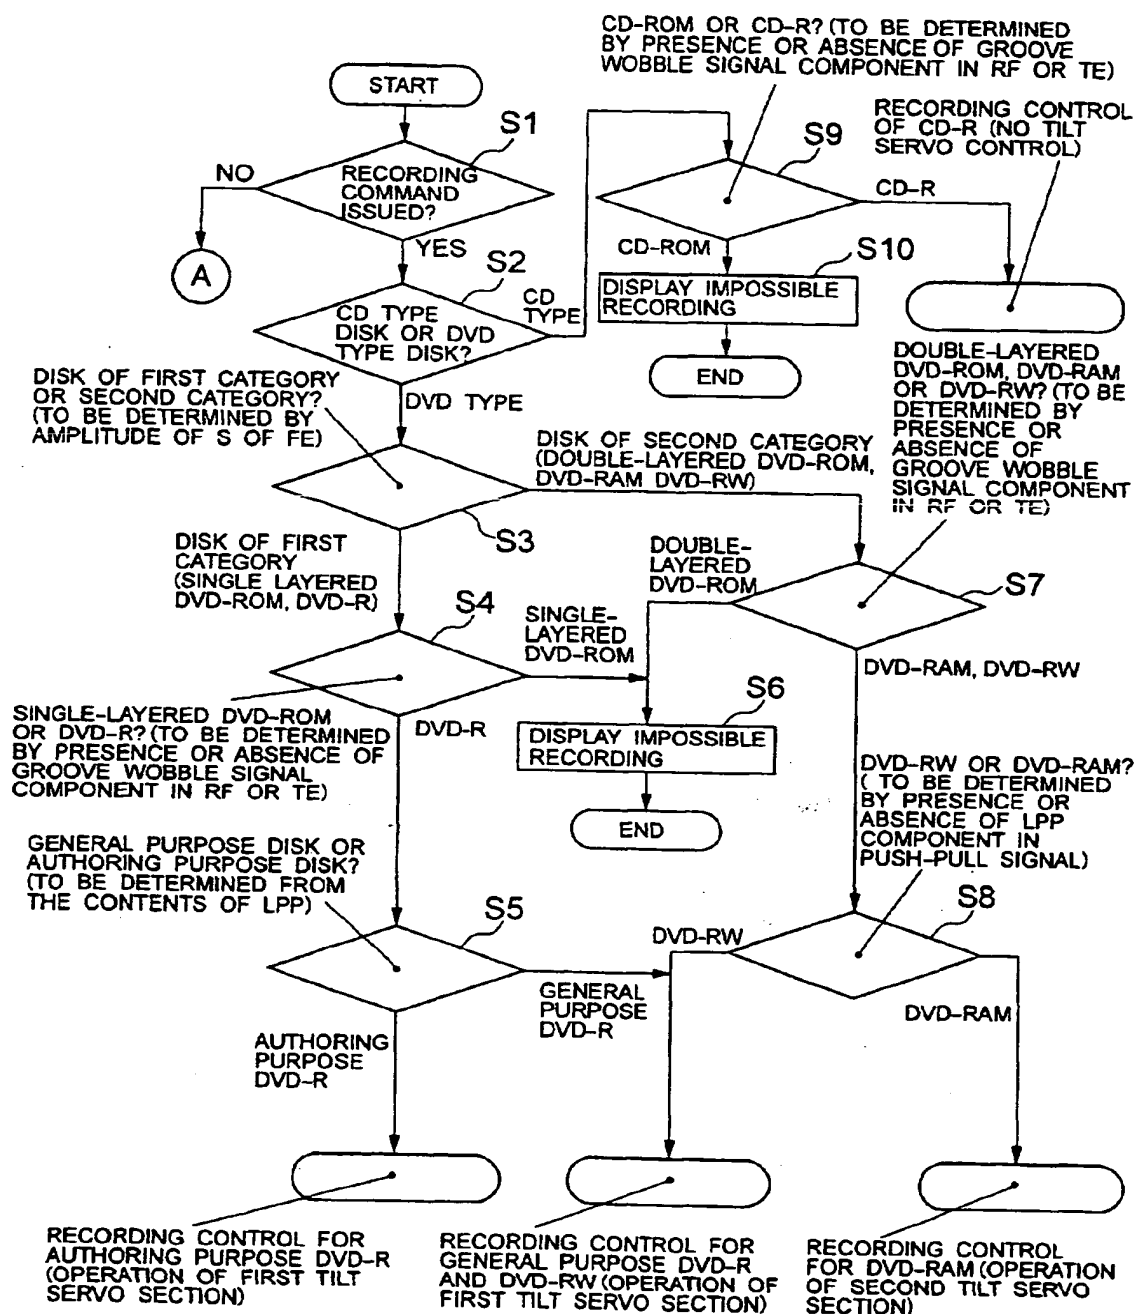 CD-ROM OR CD-R? (TO BE DETERMINED
BY PRESENCE OR ABSENCE OF GROOVE
WOBBLE SIGNAL COMPONENT IN RF OR TE)
START
RECORDING CONTROL
OF CD-R (NO TILT
SERVO CONTROL)
S1
S9
NO
RECORDING
COMMAND
ISSUED?
CD-R
YES
CD-ROM
S10
A
S2
DISPLAY IMPOSSIBLE
RECORDING
CD
TYPE
CD TYPE
DISK OR DVD
TYPE DISK?
END
DOUBLE-LAYERED
DVD-ROM, DVD-RAM
OR DVD-RW? (TO BE
DETERMINED BY
PRESENCE OR
ABSENCE OF
GROOVE WOBBLE
SIGNAL COMPONENT
IN RF OR TE)
DISK OF FIRST CATEGORY
OR SECOND CATEGORY?
(TO BE DETERMINED BY
AMPLITUDE OF S OF FE)
DVD TYPE
DISK OF SECOND CATEGORY
(DOUBLE-LAYERED DVD-ROM,
DVD-RAM DVD-RW)
S3
DISK OF FIRST
CATEGORY
(SINGLE LAYERED
DVD-ROM, DVD-R)
DOUBLE-
LAYERED
DVD-ROM
S7
S4
SINGLE-
LAYERED
DVD-ROM
DVD-RAM, DVD-RW
S6
SINGLE-LAYERED DVD-ROM
OR DVD-R? (TO BE DETERMINED
BY PRESENCE OR ABSENCE OF
GROOVE WOBBLE SIGNAL
COMPONENT IN RF OR TE)
DVD-R
DISPLAY IMPOSSIBLE
RECORDING
DVD-RW OR DVD-RAM?
( TO BE DETERMINED
BY PRESENCE OR
ABSENCE OF LPP
COMPONENT IN
PUSH-PULL SIGNAL)
END
GENERAL PURPOSE DISK OR
AUTHORING PURPOSE DISK?
(TO BE DETERMINED FROM
THE CONTENTS OF LPP)
S5
S8
DVD-RW
GENERAL
PURPOSE
DVD-R
DVD-RAM
AUTHORING
PURPOSE
DVD-R
RECORDING CONTROL FOR
AUTHORING PURPOSE DVD-R
(OPERATION OF FIRST TILT
SERVO SECTION)
RECORDING CONTROL FOR
GENERAL PURPOSE DVD-R
AND DVD-RW (OPERATION OF
FIRST TILT SERVO SECTION)
RECORDING CONTROL
FOR DVD-RAM (OPERATION
OF SECOND TILT SERVO
SECTION)